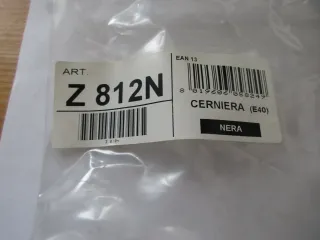 ART.
Z 812N
EAN 13
CERNIERA (E40)
NERA